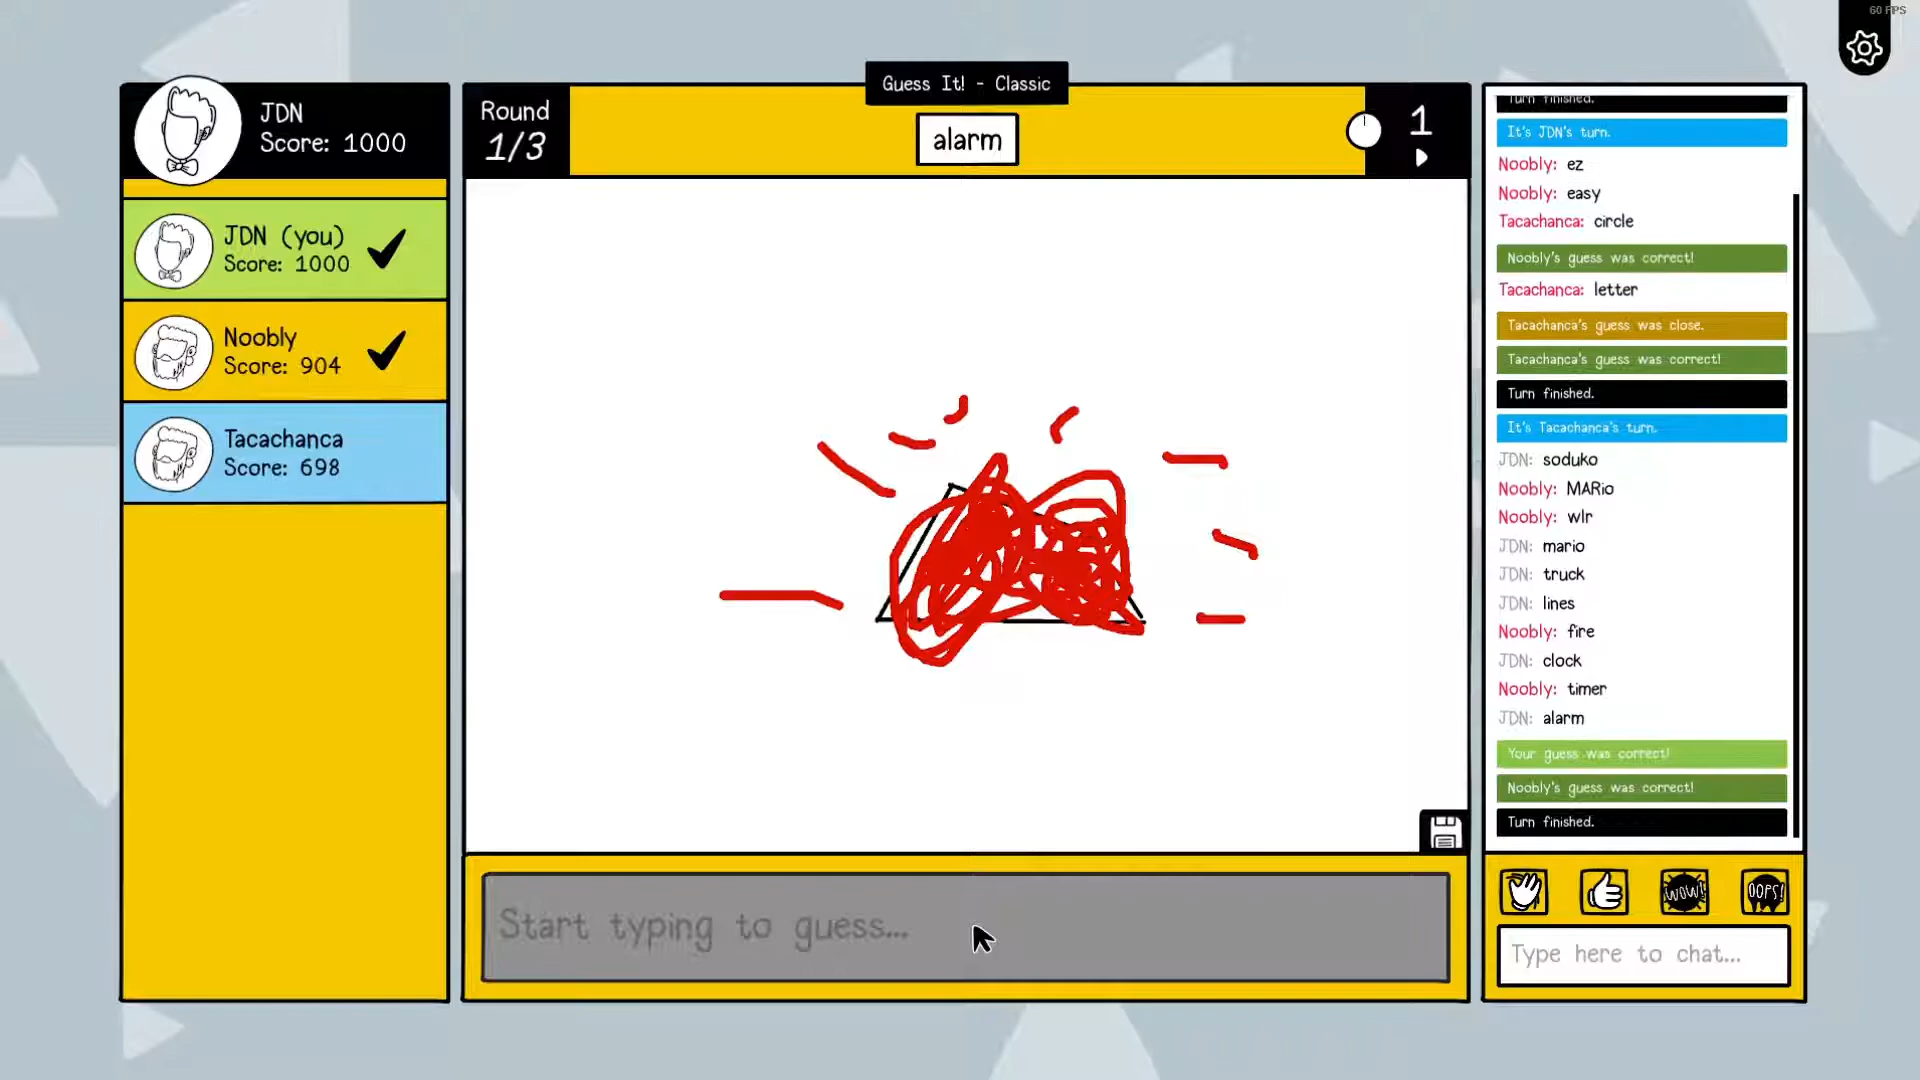 60 FPS
JDN
Score: 1000
JDN (you)
Score: 1000
Noobly
Score: 904
Tacachanca
Score: 698
Guess It! - Classic
Round
1/3
alarm
1
Start typing to guess...
Turn finished.
It's JDN's turn.
Noobly: ez
Noobly: easy
Tacachanca: circle
Noobly's guess was correct!
Tacachanca: letter
Tacachanca's guess was close.
Tacachanca's guess was correct!
Turn finished.
It's Tacachanca's turn.
JDN: soduko
Noobly: MARio
Noobly: wlr
JDN: mario
JDN: truck
JDN: lines
Noobly: fire
JDN: clock
Noobly: timer
JDN: alarm
Your guess was correct!
Noobly's guess was correct!
Turn finished.
WOW!
OOPS!
Type here to chat...